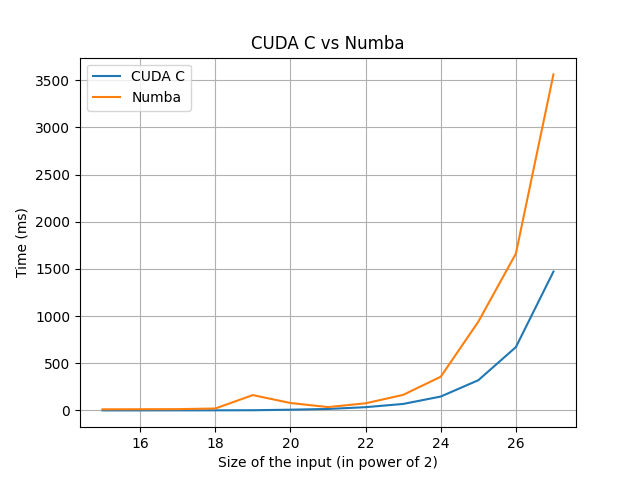 CUDA C vs Numba
CUDA C
Numba
3500
3000
2500
2000
1500
1000
500
0
Time (ms)
16 18 20 22 24 26
Size of the input (in power of 2)